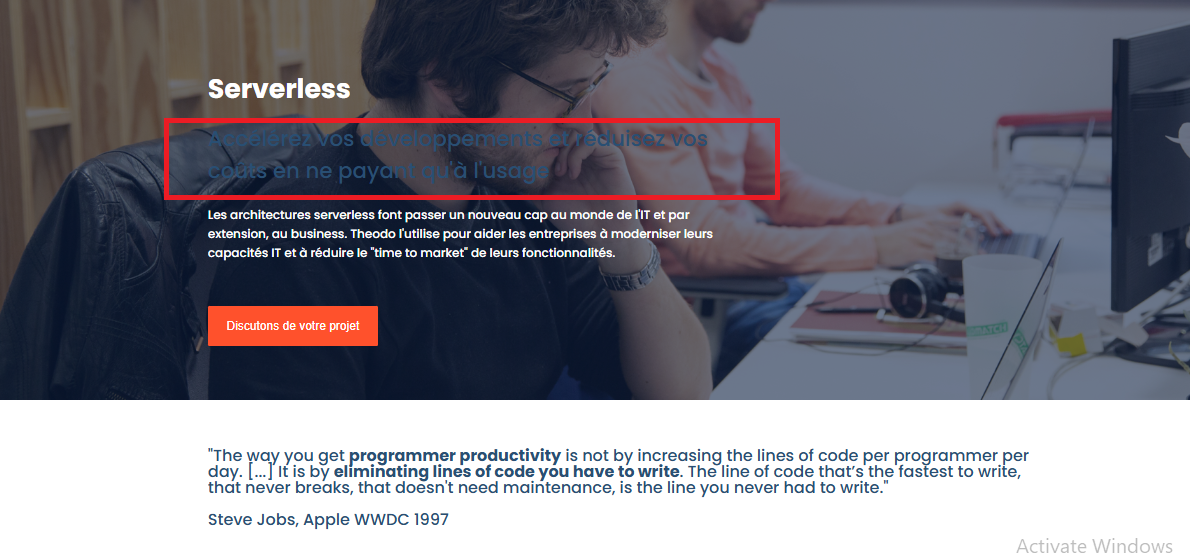 Serverless
Accélérez vos développements et réduisez vos
coûts en ne payant qu'à l'usage
Les architectures serverless font passer un nouveau cap au monde de l'IT et par
extension, au business. Theodo l'utilise pour aider les entreprises à moderniser leurs
capacités IT et à réduire le "time to market" de leurs fonctionnalités.
Discutons de votre projet
"The way you get programmer productivity is not by increasing the lines of code per programmer per
day. [...] It is by eliminating lines of code you have to write. The line of code that’s the fastest to write,
that never breaks, that doesn't need maintenance, is the line you never had to write."
Steve Jobs, Apple WWDC 1997
Activate Windows